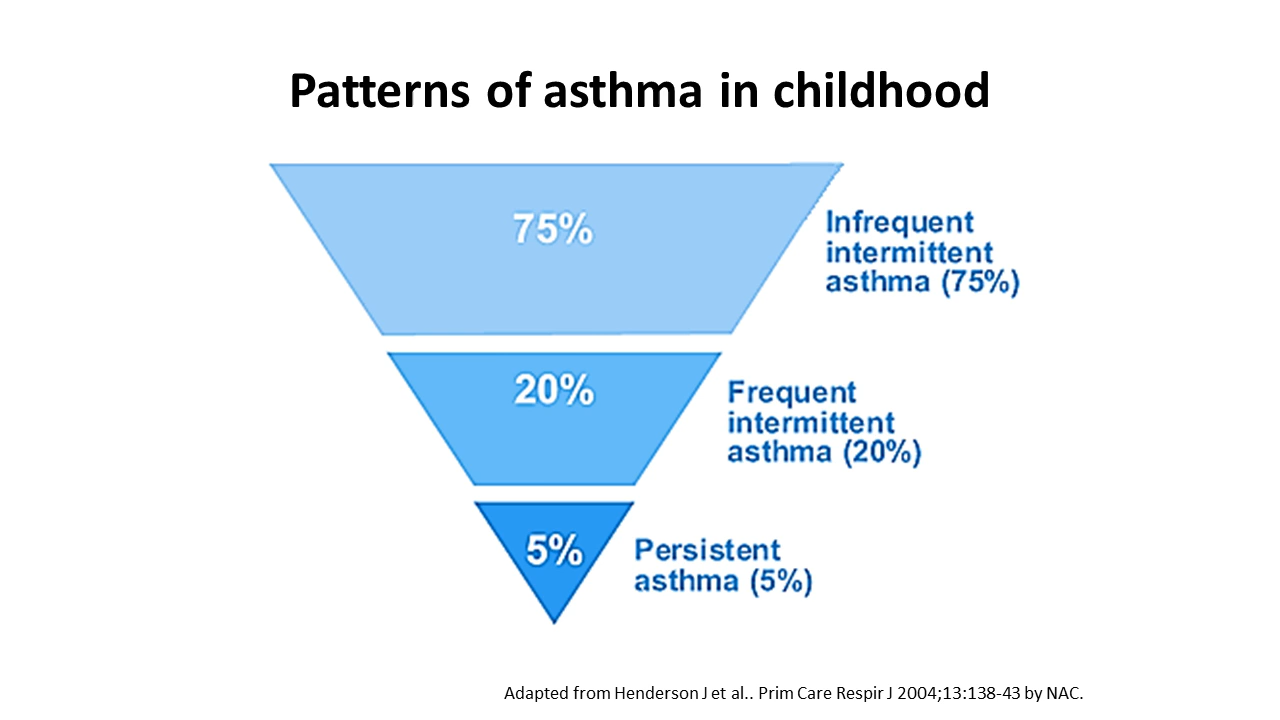 Patterns of asthma in childhood
75%
Infrequent
intermittent
asthma (75%)
20%
Frequent
intermittent
asthma (20%)
5%
Persistent
asthma (5%)
Adapted from Henderson J et al.. Prim Care Respir J 2004;13:138-43 by NAC.